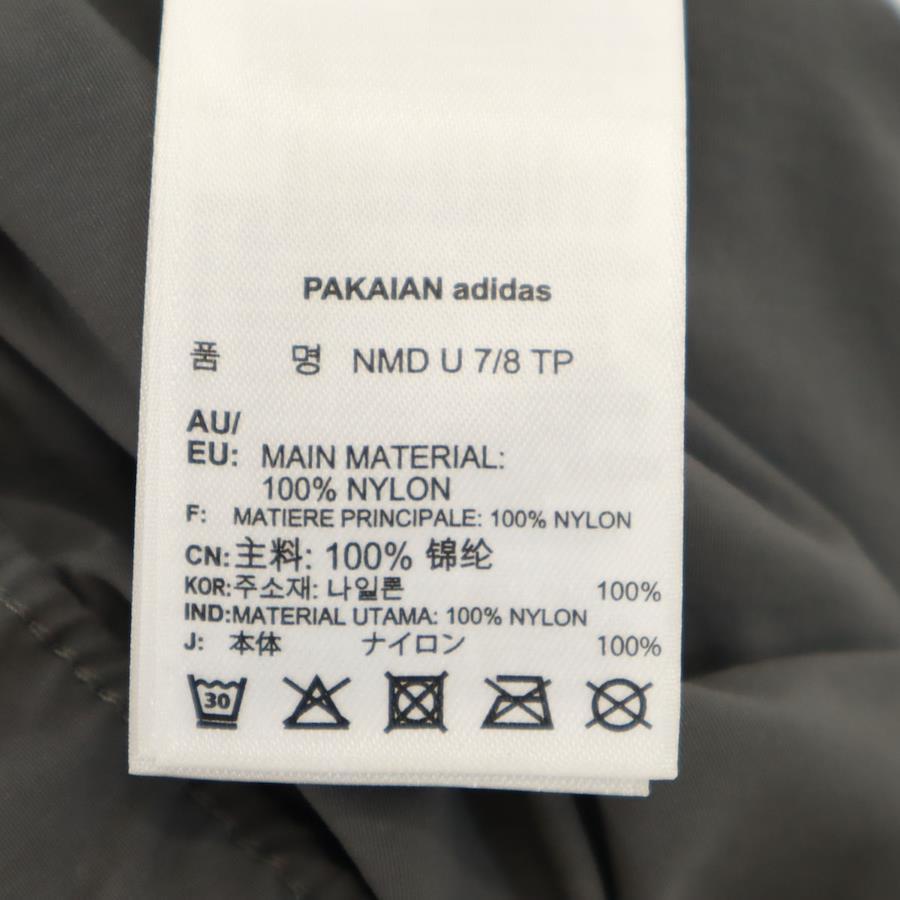 PAKAIAN adidas
품 명 NMD U 7/8 TP
AU/
EU: MAIN MATERIAL:
100% NYLON
F: MATIERE PRINCIPALE: 100% NYLON
CN: 主料: 100% 锦纶
KOR: 주소재: 나일론 100%
IND: MATERIAL UTAMA: 100% NYLON
J: 本体 ナイロン 100%
30